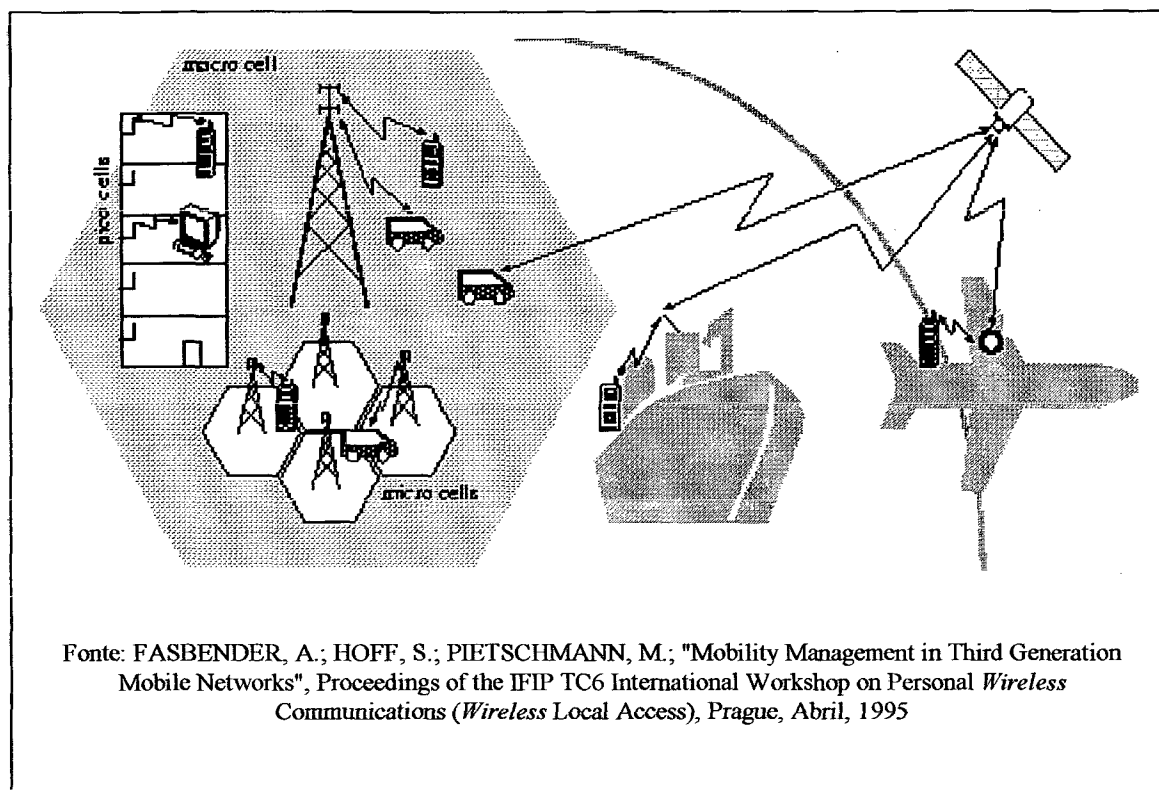 macro cell
pico cells
micro cells
Fonte: FASBENDER, A.; HOFF, S.; PIETSCHMANN, M.; "Mobility Management in Third Generation
Mobile Networks", Proceedings of the IFIP TC6 International Workshop on Personal Wireless
Communications (Wireless Local Access), Prague, Abril, 1995